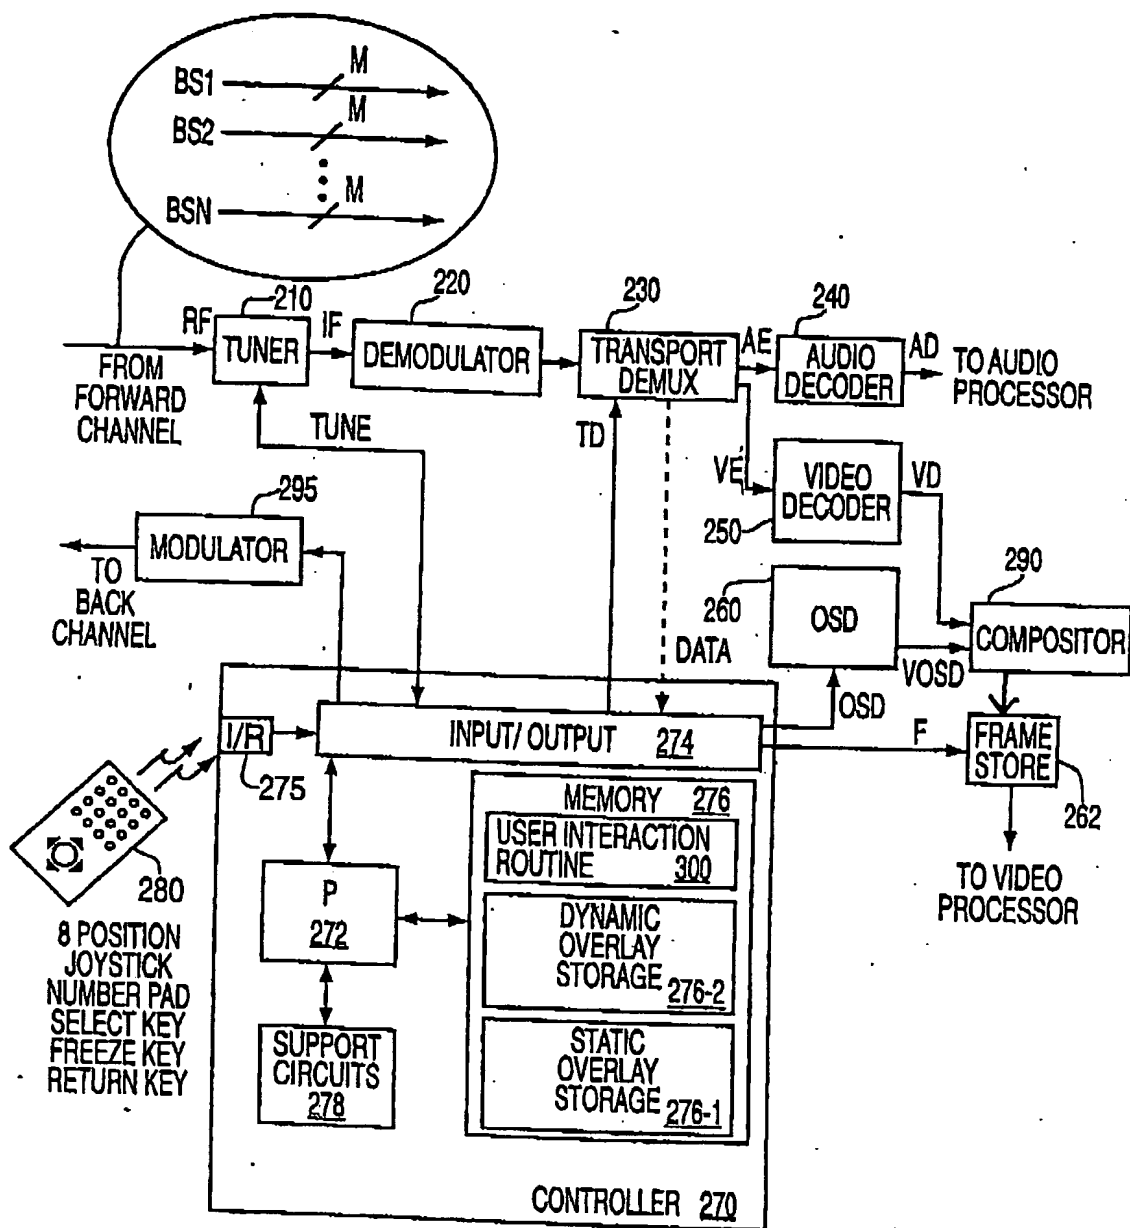 BS1 M
BS2 M
BSN M
RF
210
TUNER
IF
220
DEMODULATOR
230
TRANSPORT
DEMUX
AE
240
AUDIO
DECODER
AD
TO AUDIO
PROCESSOR
FROM
FORWARD
CHANNEL
TUNE
TD
VE
VIDEO
DECODER
250
VD
295
MODULATOR
TO
BACK
CHANNEL
260
OSD
290
COMPOSITOR
VOSD
DATA
OSD
F
FRAME
STORE
262
TO VIDEO
PROCESSOR
I/R
275
INPUT/OUTPUT 274
MEMORY 276
USER INTERACTION
ROUTINE 300
DYNAMIC
OVERLAY
STORAGE
276-2
STATIC
OVERLAY
STORAGE
276-1
P
272
SUPPORT
CIRCUITS
278
280
8 POSITION
JOYSTICK
NUMBER PAD
SELECT KEY
FREEZE KEY
RETURN KEY
CONTROLLER 270